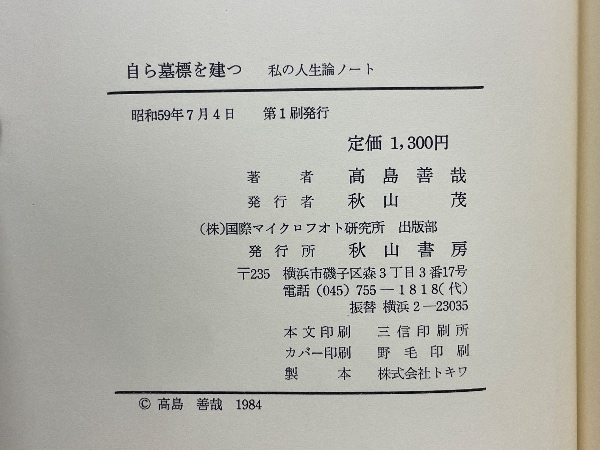 自ら墓標を建つ　私の人生論ノート
昭和59年7月4日　第1刷発行
定価 1,300円
著者　高島善哉
発行者　秋山　茂
（株）国際マイクロフォト研究所　出版部
発行所　秋山書房
〒235　横浜市磯子区森3丁目3番17号
電話（045）755―1818（代）
振替 横浜2―23035
本文印刷　三信印刷所
カバー印刷　野毛印刷
製本　株式会社トキワ
© 高島　善哉　1984